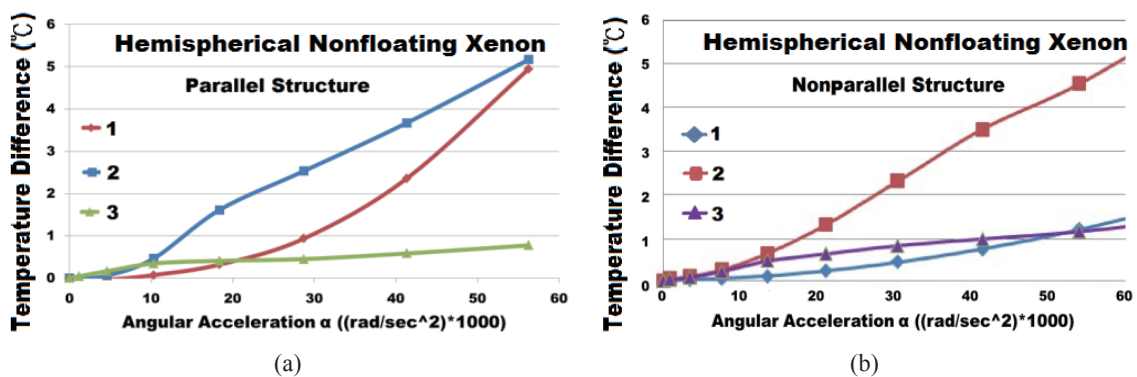 Temperature Difference (℃)
6
5
4
3
2
1
0
Hemispherical Nonfloating Xenon
Parallel Structure
1
2
3
0 10 20 30 40 50 60
Angular Acceleration α ((rad/sec^2)*1000)
(a)
Temperature Difference (℃)
6
5
4
3
2
1
0
Hemispherical Nonfloating Xenon
Nonparallel Structure
1
2
3
0 10 20 30 40 50 60
Angular Acceleration α ((rad/sec^2)*1000)
(b)